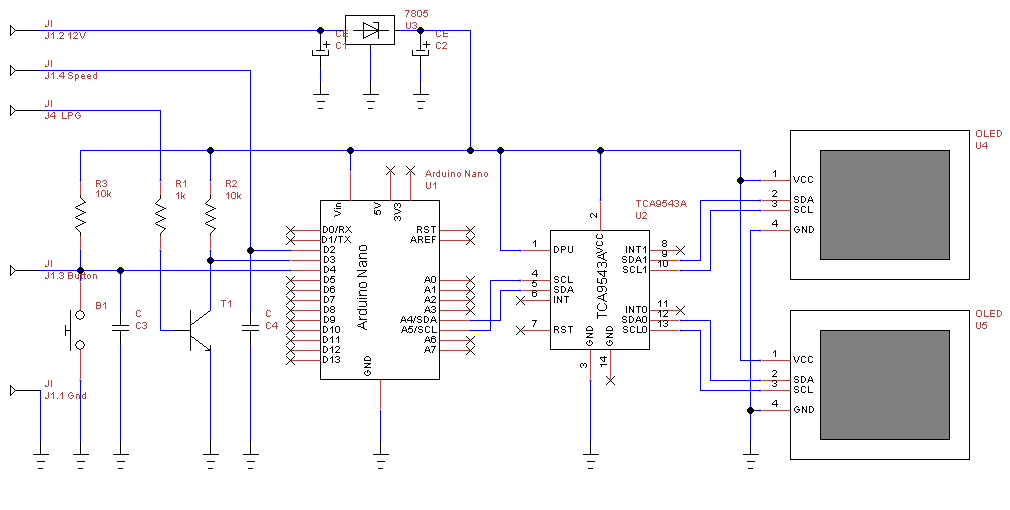 JI
J1.2 12V
JI
J1.4 Speed
JI
J4 LPG
CE
C1
7805
U3
CE
C2
R3
10k
R1
1k
R2
10k
Arduino Nano
U1
Vin
5V
3V3
D0/RX
D1/TX
D2
D3
D4
D5
D6
D7
D8
D9
D10
D11
D12
D13
Arduino Nano
RST
AREF
A0
A1
A2
A3
A4/SDA
A5/SCL
A6
A7
GND
JI
J1.3 Button
B1
C
C3
T1
C
C4
JI
J1.1 Gnd
TCA9543A
U2
2
VCC
1 DPU
4 SCL
5 SDA
6 INT
7 RST
TCA9543A
INT1 8
SDA1 9
SCL1 10
INT0 11
SDA0 12
SCL0 13
GND
3
GND
14
OLED
U4
1 VCC
2 SDA
3 SCL
4 GND
OLED
U5
1 VCC
2 SDA
3 SCL
4 GND